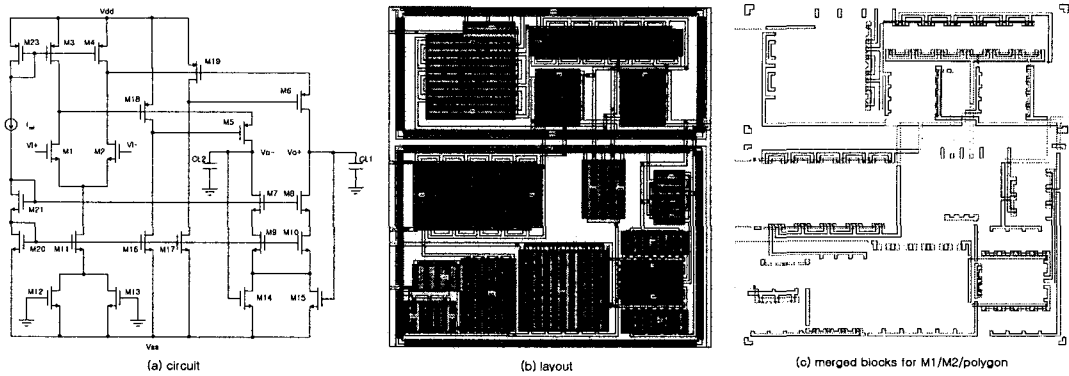 Vdd
M23
M3
M4
M19
M18
M6
M5
VI+
M1
M2
VI-
CL2
Vo-
Vo+
CL1
M21
M7
M8
M20
M11
M16
M17
M9
M10
M12
M13
M14
M15
Vss
(a) circuit
(b) layout
(c) merged blocks for M1/M2/polygon